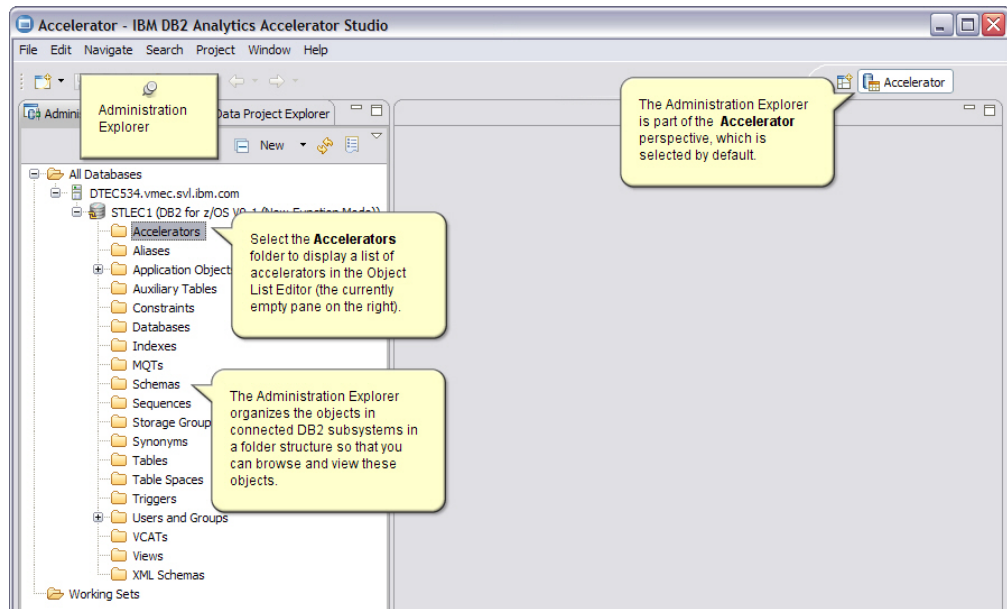 Accelerator - IBM DB2 Analytics Accelerator Studio
File Edit Navigate Search Project Window Help
Accelerator
Administration
Explorer
The Administration Explorer
is part of the Accelerator
perspective, which is
selected by default.
Data Project Explorer
New
All Databases
DTEC534.vmec.svl.ibm.com
STLEC1 (DB2 for z/OS
Accelerators
Select the Accelerators
folder to display a list of
accelerators in the Object
List Editor (the currently
empty pane on the right).
Aliases
Application Object
Auxiliary Tables
Constraints
Databases
Indexes
MQTs
Schemas
The Administration Explorer
organizes the objects in
connected DB2 subsystems in
a folder structure so that you
can browse and view these
objects.
Sequences
Storage Group
Synonyms
Tables
Table Spaces
Triggers
Users and Groups
VCATs
Views
XML Schemas
Working Sets